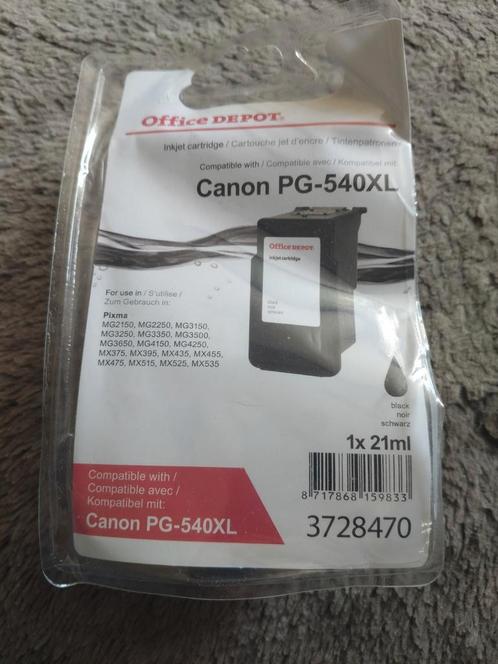 Office DEPOT
Inkjet cartridge / Cartouche jet d'encre / Tintenpatronen
Compatible with / Compatible avec / Kompatibel mit:
Canon PG-540XL
Office DEPOT
inkjet cartridge
black
noir
schwarz
For use in / S'utilise /
Zum Gebrauch in:
Pixma
MG2150, MG2250, MG3150,
MG3250, MG3350, MG3500,
MG3650, MG4150, MG4250,
MX375, MX395, MX435, MX455,
MX475, MX515, MX525, MX535
black
noir
schwarz
1x 21ml
Compatible with /
Compatible avec /
Kompatibel mit:
Canon PG-540XL
8 717868 159833
3728470